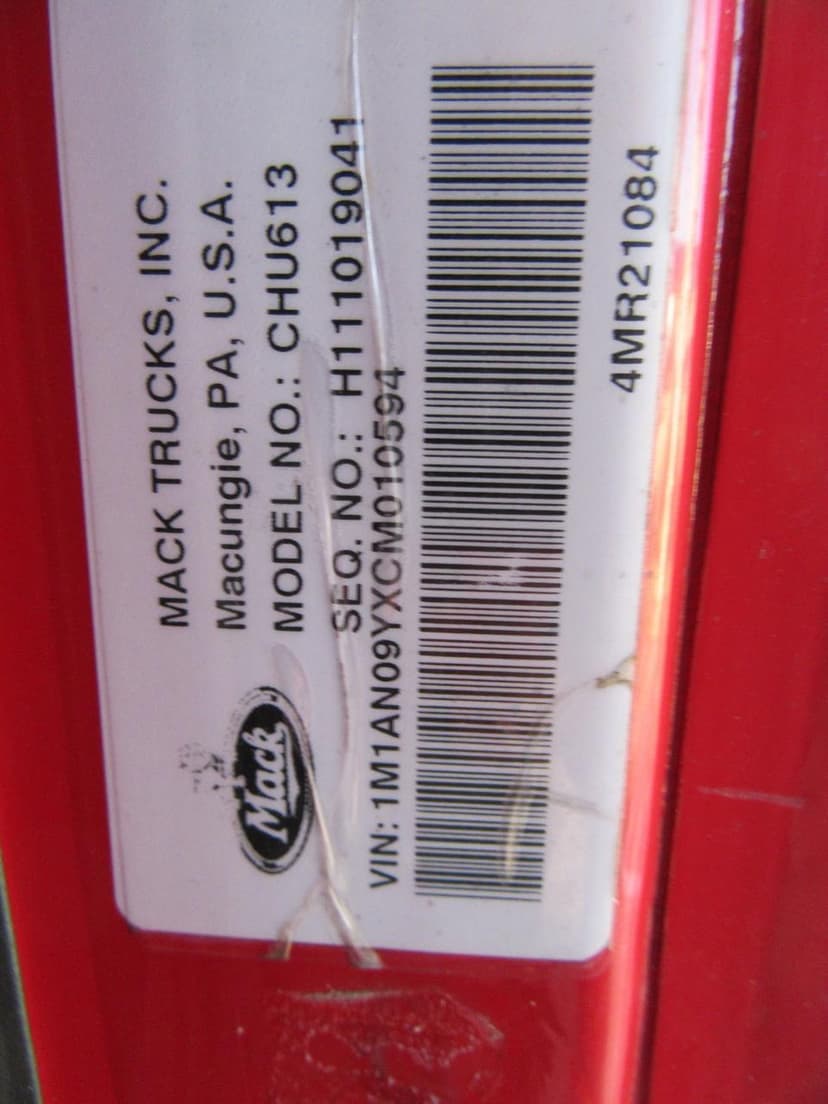 Mack
MACK TRUCKS, INC.
Macungie, PA, U.S.A.
MODEL NO.: CHU613
SEQ. NO.: H111019041
VIN: 1M1AN09YXCM010594
4MR21084